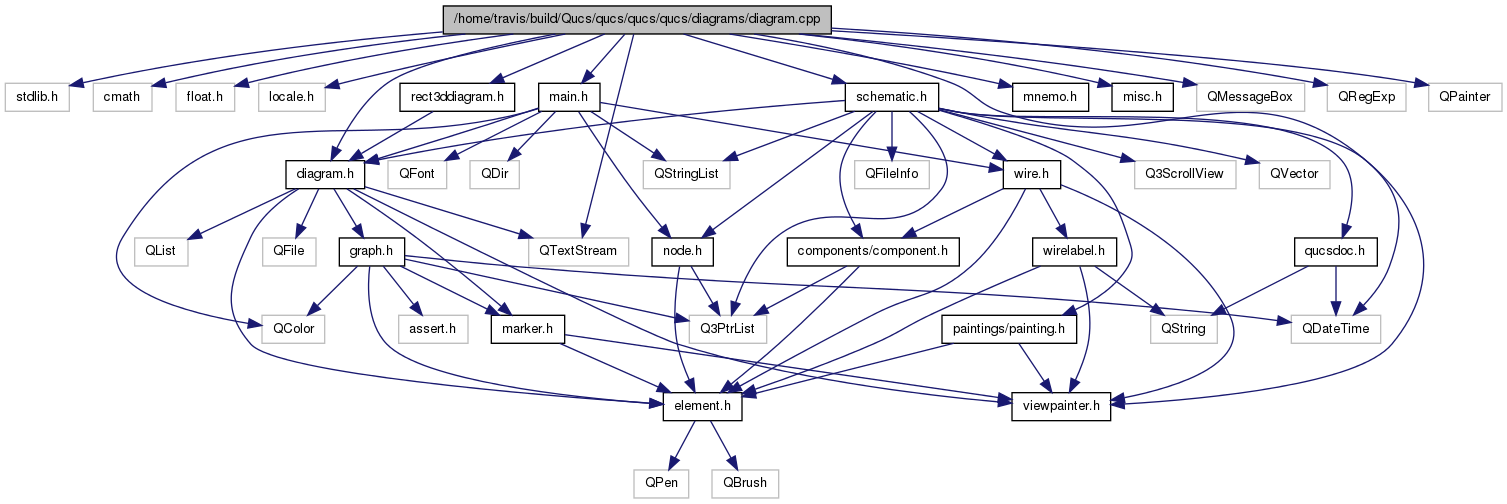 /home/travis/build/Qucs/qucs/qucs/qucs/diagrams/diagram.cpp
stdlib.h
cmath
float.h
locale.h
rect3ddiagram.h
main.h
schematic.h
mnemo.h
misc.h
QMessageBox
QRegExp
QPainter
diagram.h
QFont
QDir
QStringList
QFileInfo
wire.h
Q3ScrollView
QVector
QList
QFile
graph.h
QTextStream
node.h
components/component.h
wirelabel.h
qucsdoc.h
QColor
assert.h
marker.h
Q3PtrList
paintings/painting.h
QString
QDateTime
element.h
viewpainter.h
QPen
QBrush